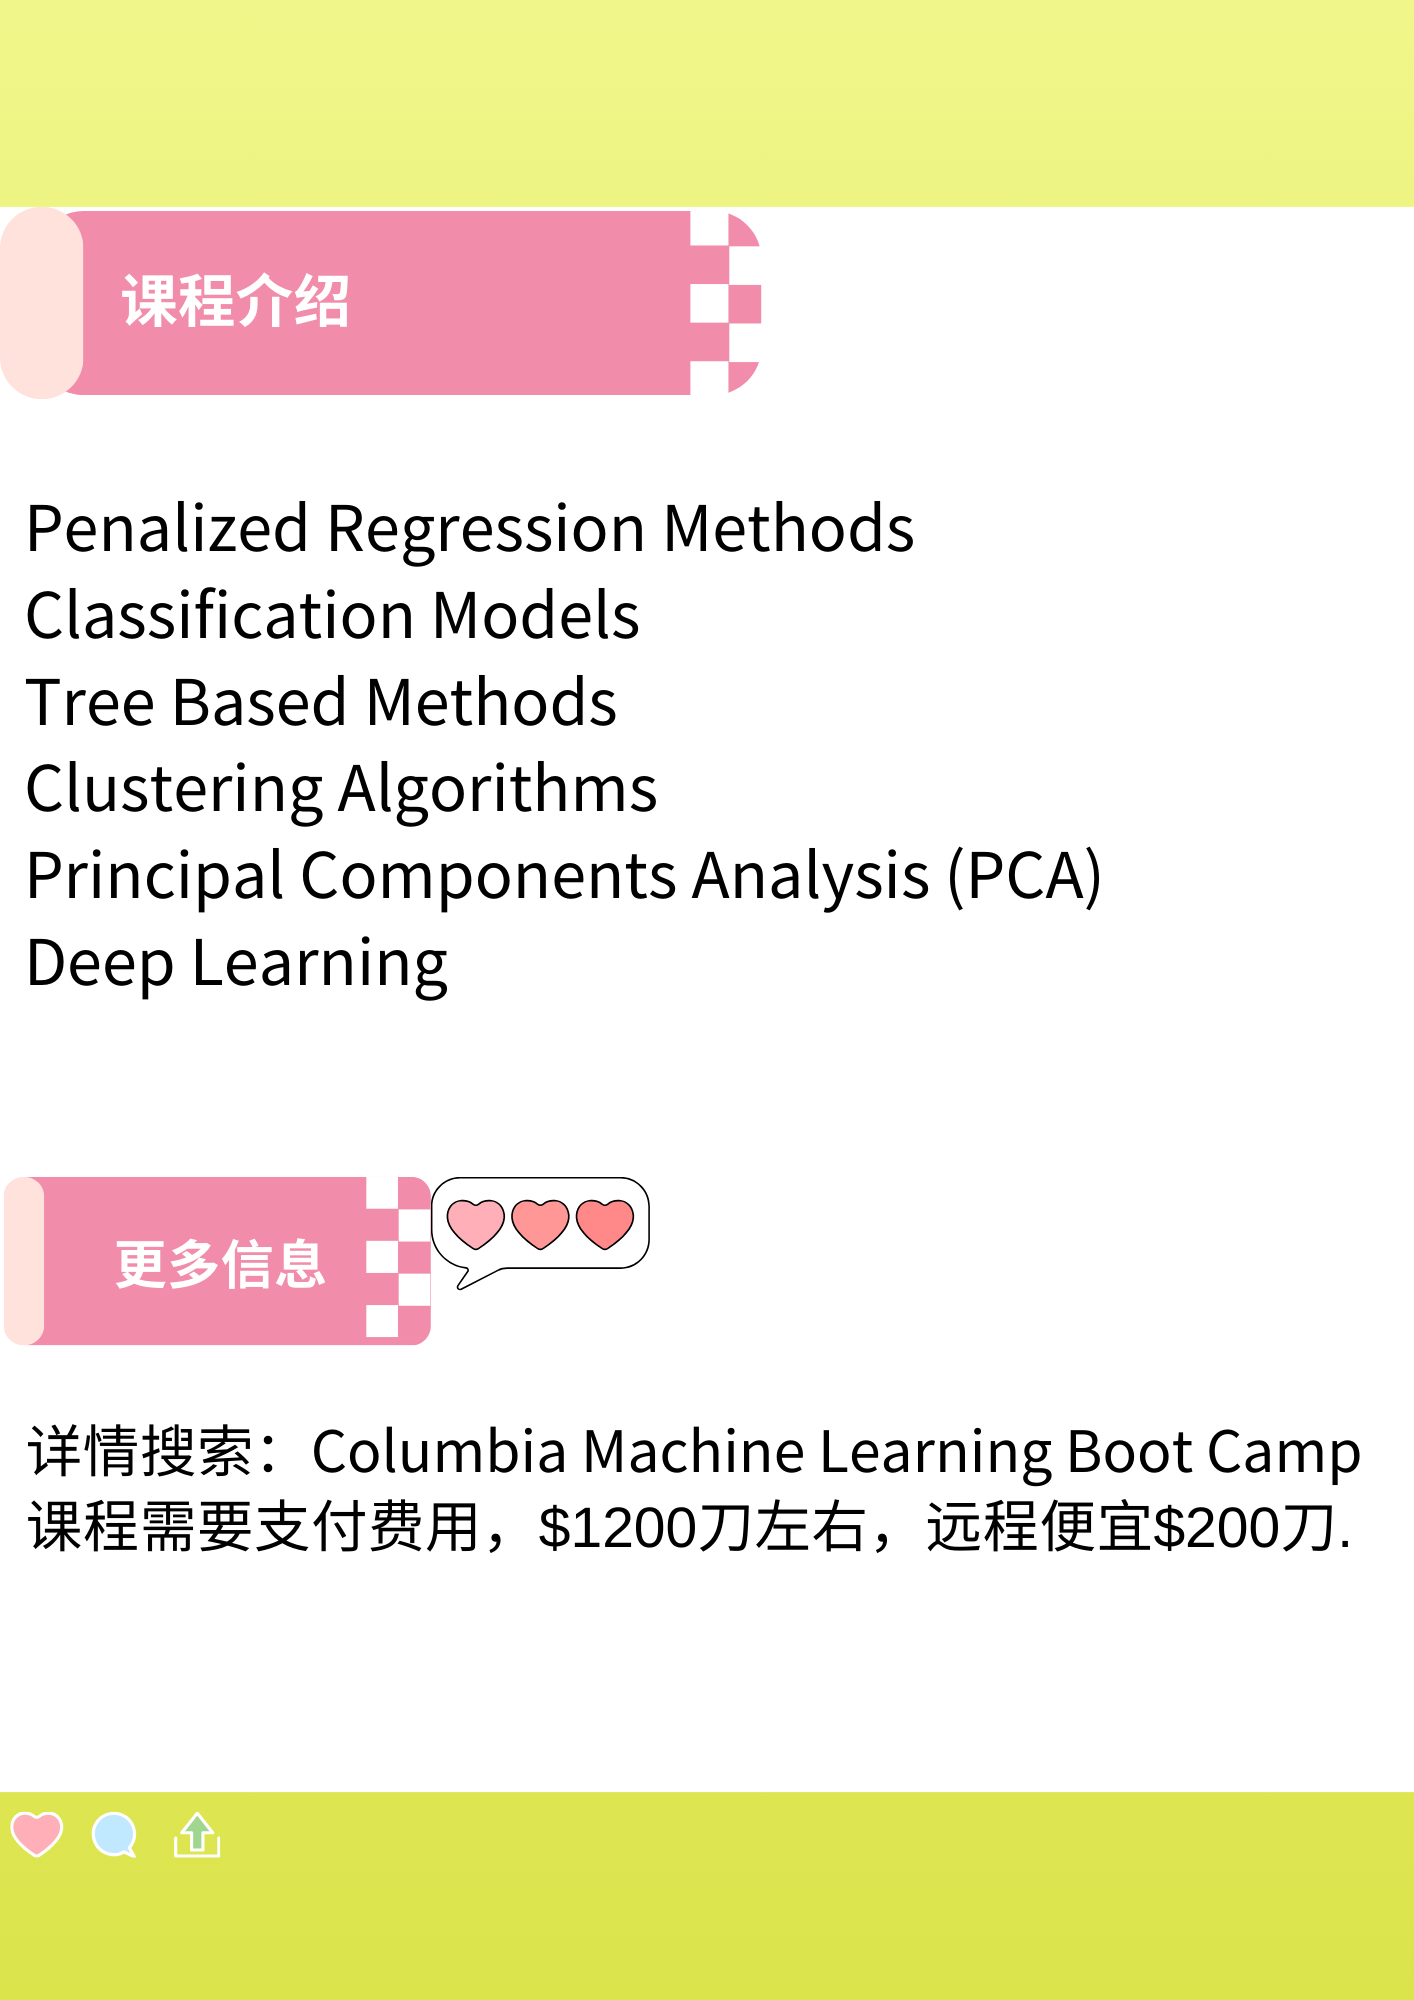 课程介绍
Penalized Regression Methods
Classification Models
Tree Based Methods
Clustering Algorithms
Principal Components Analysis (PCA)
Deep Learning
更多信息
详情搜索：Columbia Machine Learning Boot Camp
课程需要支付费用，$1200刀左右，远程便宜$200刀.